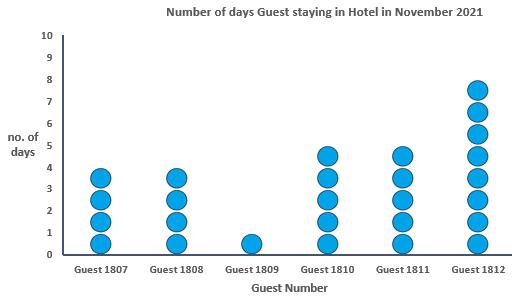 Number of days Guest staying in Hotel in November 2021
10
9
8
7
6
5
4
3
2
1
0
no. of
days
Guest 1807 Guest 1808 Guest 1809 Guest 1810 Guest 1811 Guest 1812
Guest Number